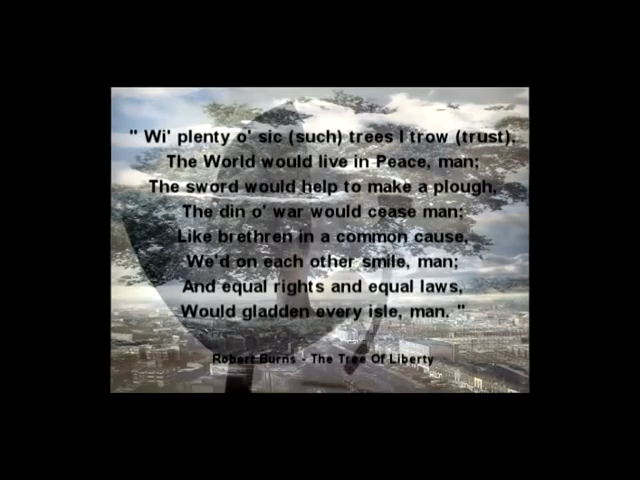 " Wi' plenty o' sic (such) trees I trow (trust),
The World would live in Peace, man;
The sword would help to make a plough,
The din o' war would cease man;
Like brethren in a common cause,
We'd on each other smile, man;
And equal rights and equal laws,
Would gladden every isle, man. "
Robert Burns - The Tree Of Liberty